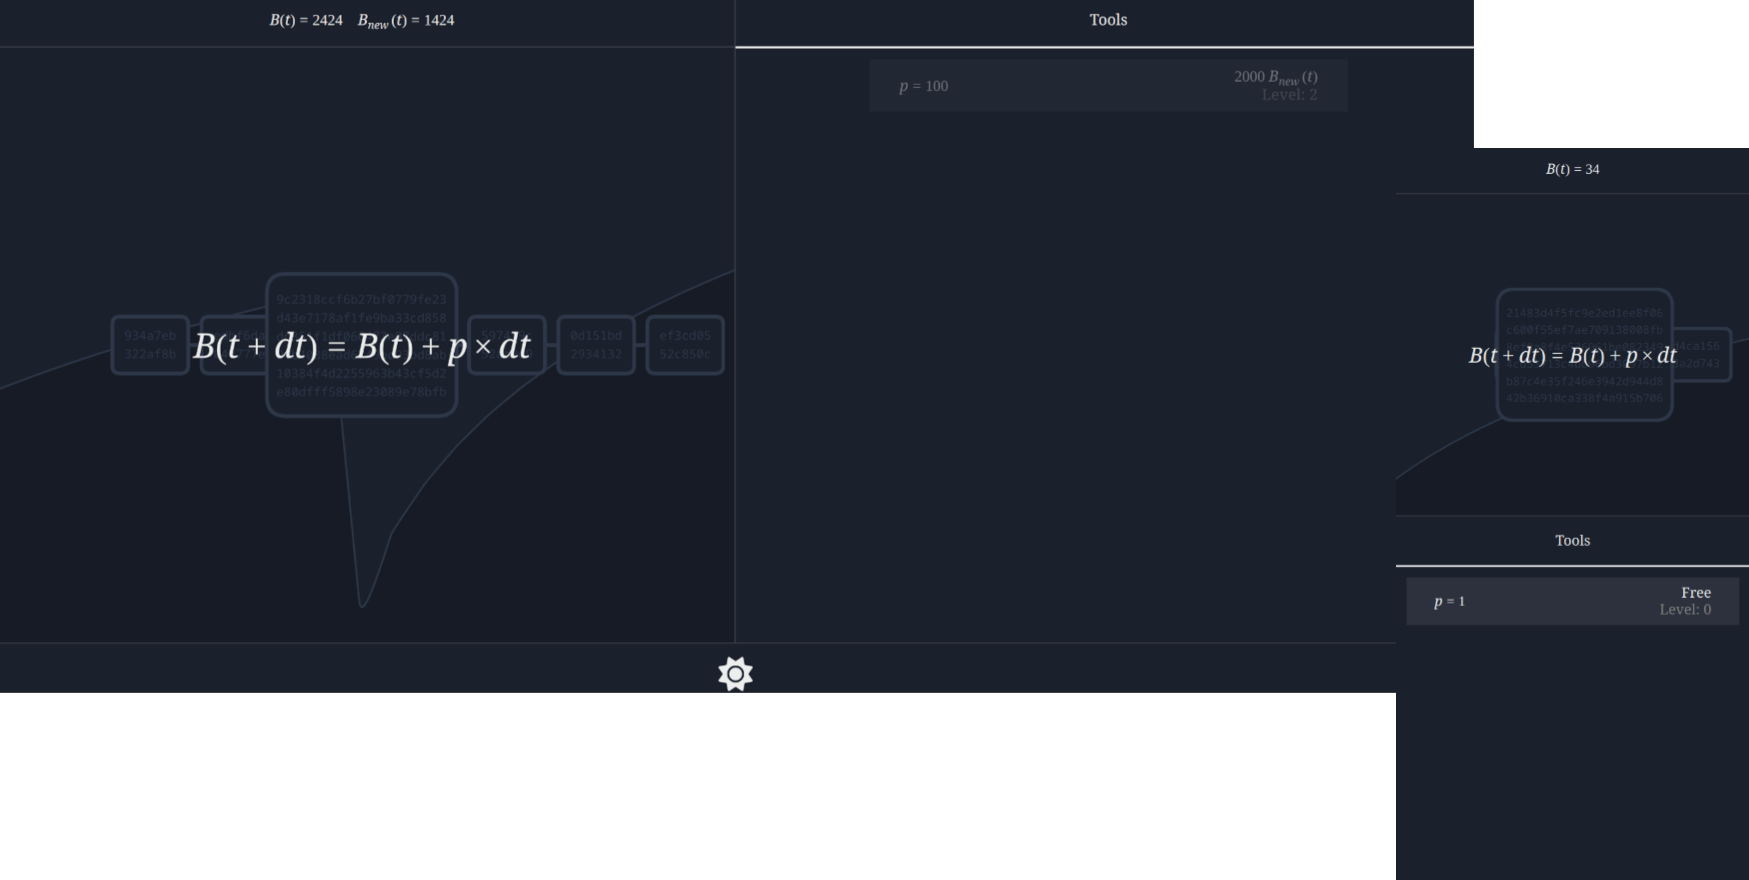 B(t) = 2424 B_new(t) = 1424
Tools
p = 100
2000 B_new(t)
Level: 2
9c2318ccf6b27bf0779fe23
d43e7178af1fe9ba33cd858
934a7eb
322af8b
B(t + dt) = B(t) + p × dt
0d151bd
2934132
ef3cd05
52c850c
10384f4d2255963b43cf5d2
e80dfff5898e23089e78bfb
B(t) = 34
21483d4f5fc9e2ed1ee8f06
c600f55ef7ae709138008fb
B(t + dt) = B(t) + p × dt
b87c4e35f246e3942d944d8
42b36910ca338f4a915b706
Tools
p = 1
Free
Level: 0